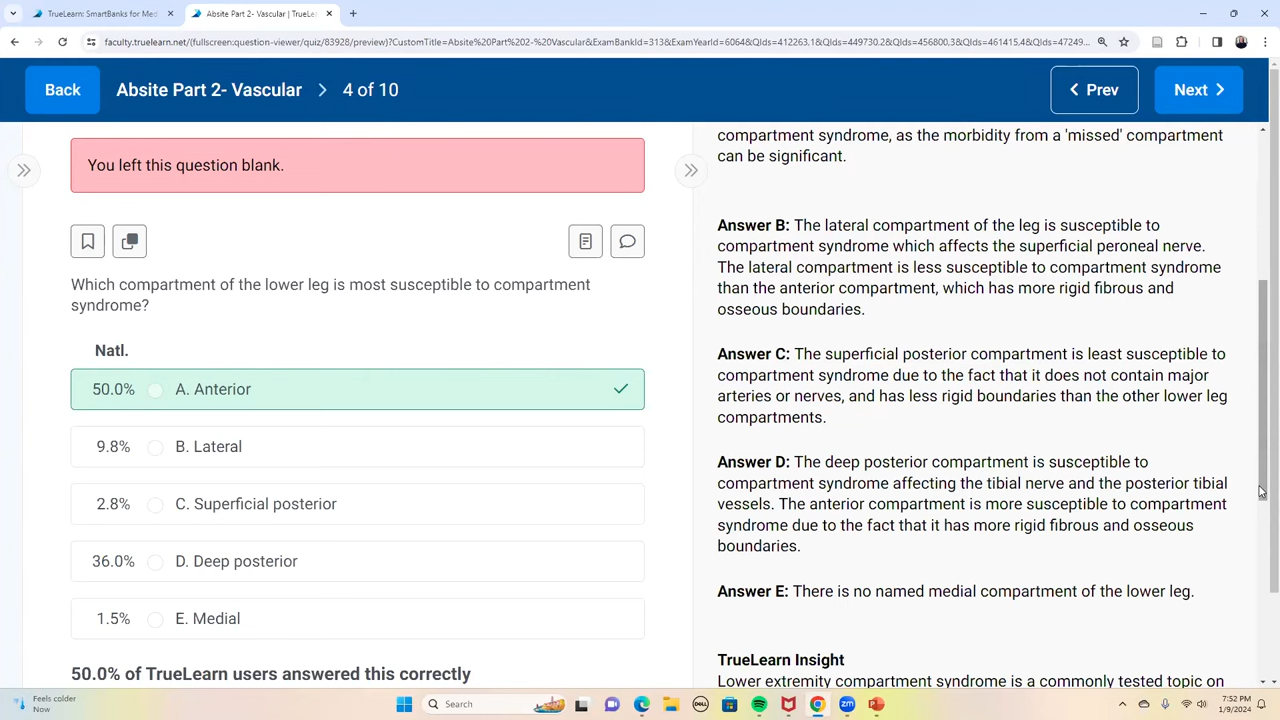 TrueLearn: SmartBanks for Med
Absite Part 2- Vascular | TrueLe
faculty.truelearn.net/(fullscreen:question-viewer/quiz/83928/preview)?CustomTitle=Absite%20Part%202-%20Vascular&ExamBankId=313&ExamYearId=6064&QIds=412263,1&QIds=449730.2&QIds=456800,3&QIds=461415,4&QIds=47249...
Back
Absite Part 2- Vascular
4 of 10
Prev
Next
You left this question blank.
Which compartment of the lower leg is most susceptible to compartment
syndrome?
Natl.
50.0% A. Anterior
9.8% B. Lateral
2.8% C. Superficial posterior
36.0% D. Deep posterior
1.5% E. Medial
50.0% of TrueLearn users answered this correctly
compartment syndrome, as the morbidity from a 'missed' compartment
can be significant.
Answer B: The lateral compartment of the leg is susceptible to
compartment syndrome which affects the superficial peroneal nerve.
The lateral compartment is less susceptible to compartment syndrome
than the anterior compartment, which has more rigid fibrous and
osseous boundaries.
Answer C: The superficial posterior compartment is least susceptible to
compartment syndrome due to the fact that it does not contain major
arteries or nerves, and has less rigid boundaries than the other lower leg
compartments.
Answer D: The deep posterior compartment is susceptible to
compartment syndrome affecting the tibial nerve and the posterior tibial
vessels. The anterior compartment is more susceptible to compartment
syndrome due to the fact that it has more rigid fibrous and osseous
boundaries.
Answer E: There is no named medial compartment of the lower leg.
TrueLearn Insight
Lower extremity compartment syndrome is a commonly tested topic on
Feels colder
Now
Search
DELL
zm
7:52 PM
1/9/2024